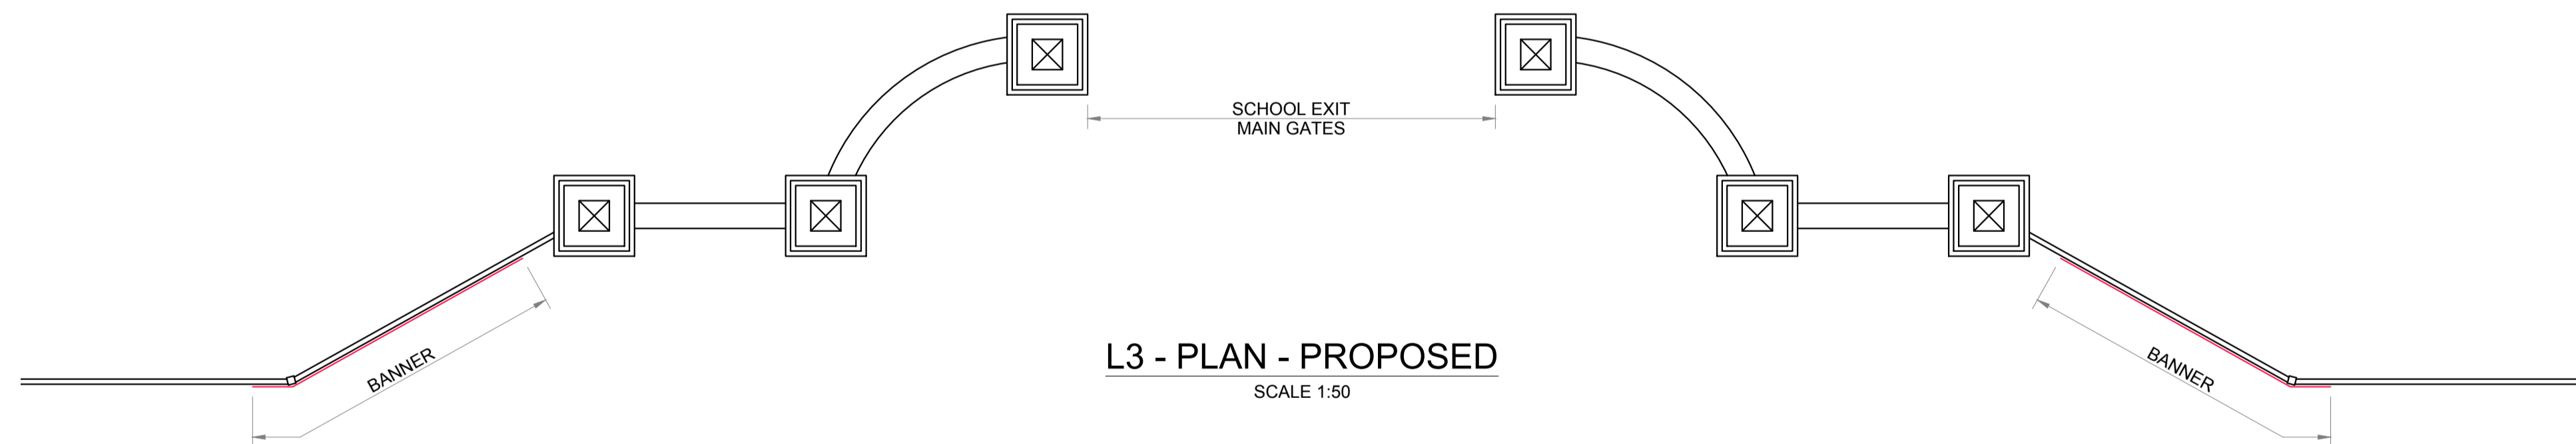 SCHOOL EXIT
MAIN GATES
BANNER
BANNER
L3 - PLAN - PROPOSED
SCALE 1:50